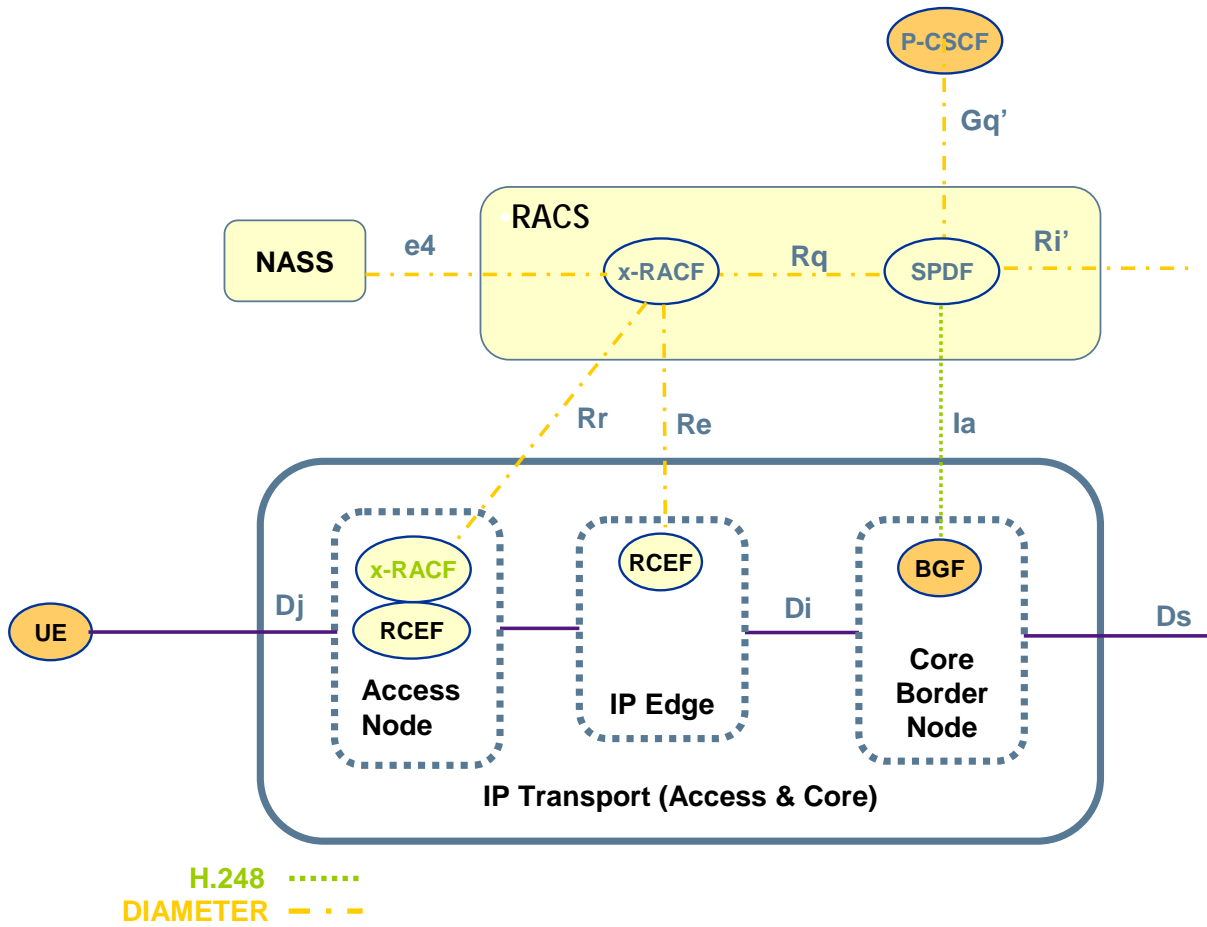 P-CSCF
Gq’
•RACS
NASS
e4
x-RACF
Rq
SPDF
Ri’
Rr
Re
Ia
x-RACF
RCEF
BGF
UE
Dj
RCEF
Di
Ds
Access
Node
IP Edge
Core
Border
Node
IP Transport (Access & Core)
H.248
DIAMETER